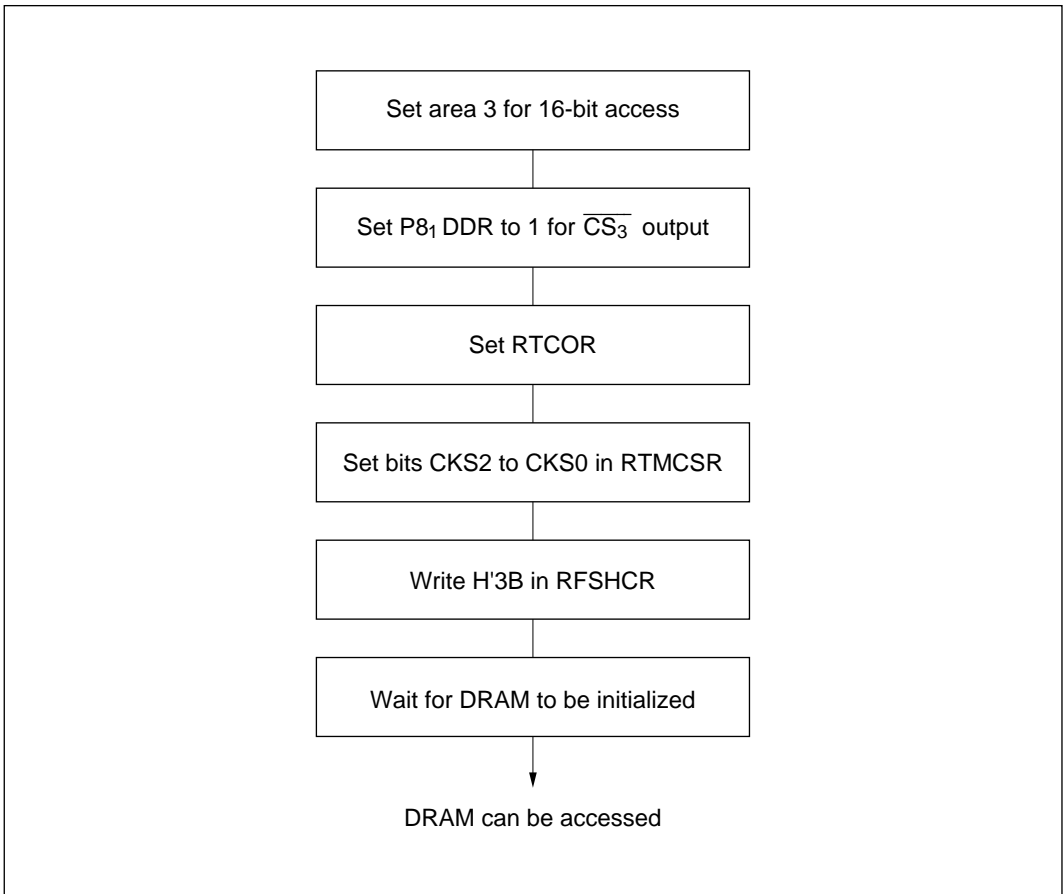 Set area 3 for 16-bit access
Set P8₁ DDR to 1 for C̅S̅₃̅ output
Set RTCOR
Set bits CKS2 to CKS0 in RTMCSR
Write H'3B in RFSHCR
Wait for DRAM to be initialized
DRAM can be accessed